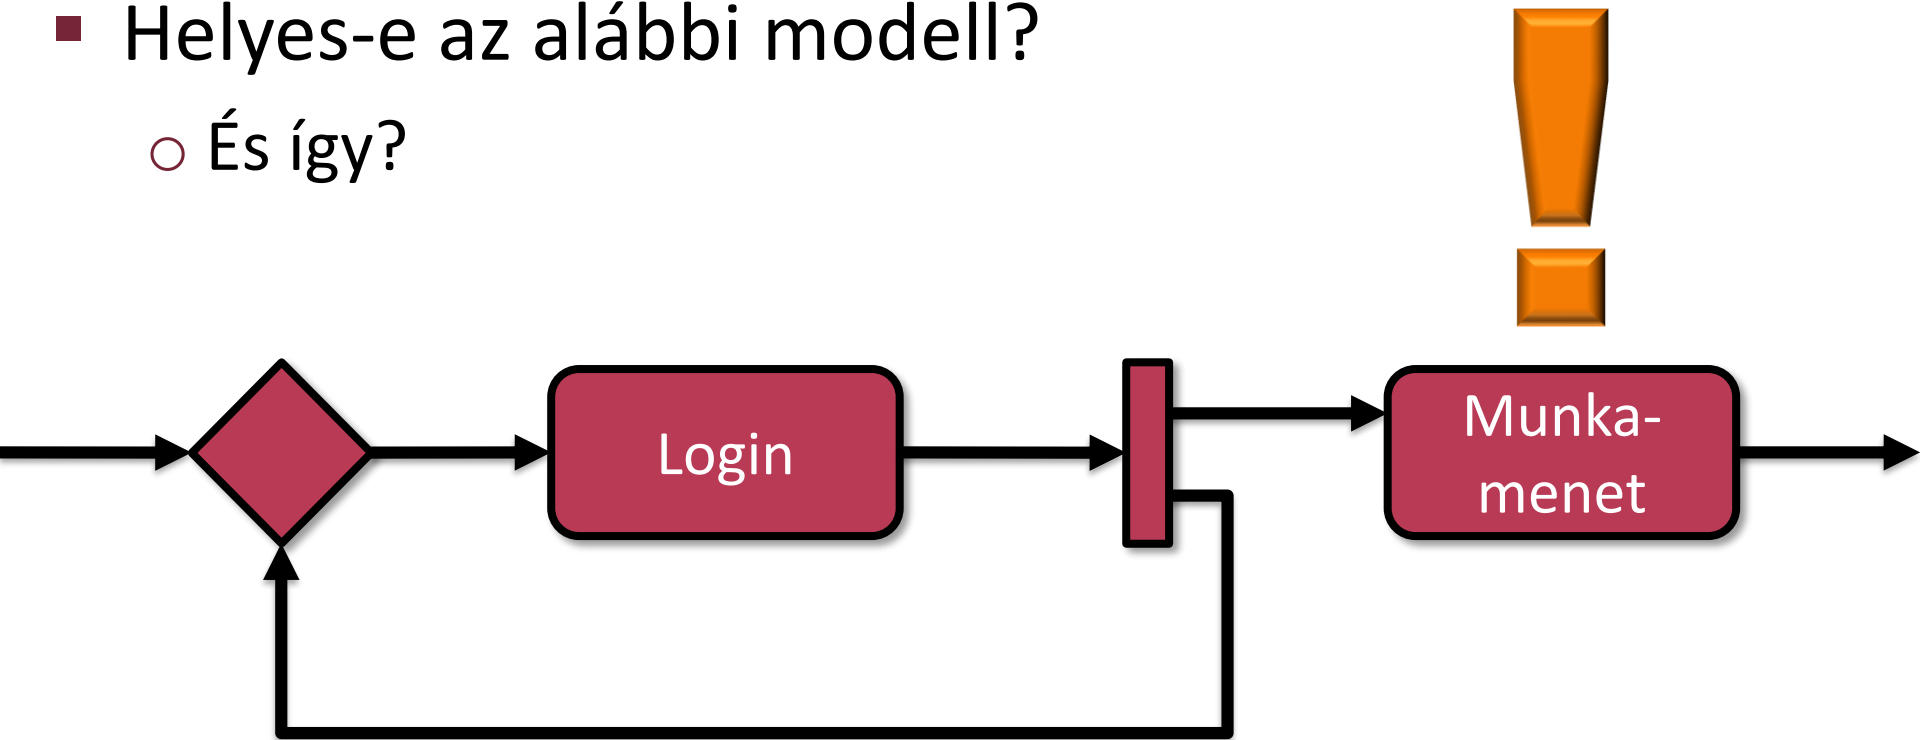 Helyes-e az alábbi modell?
És így?
Login
Munka-
menet